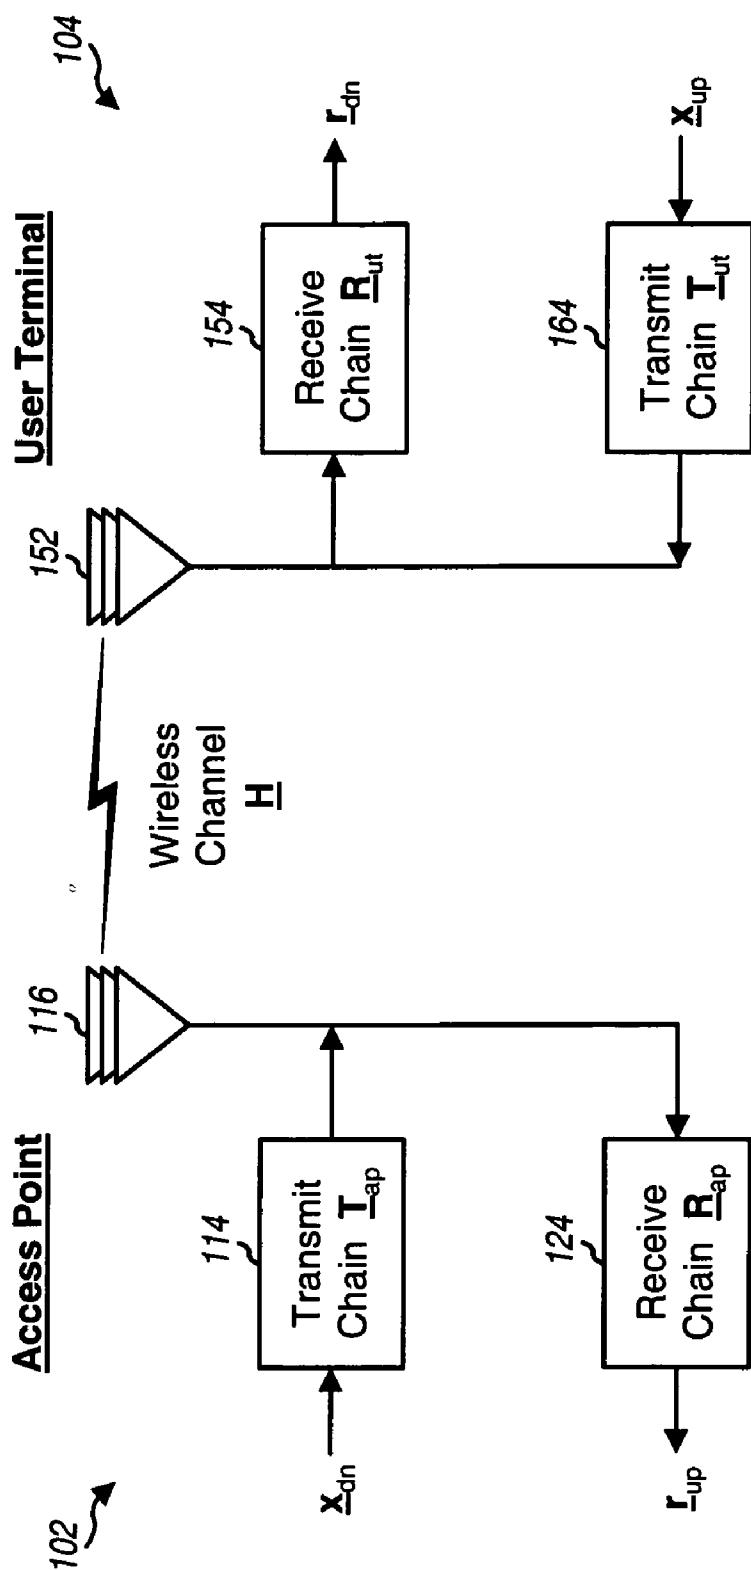 102
104
Access Point
User Terminal
116
152
Wireless
Channel
H
114
Transmit
Chain T_ap
x_dn
154
Receive
Chain R_ut
r_dn
124
Receive
Chain R_ap
r_up
164
Transmit
Chain T_ut
x_up